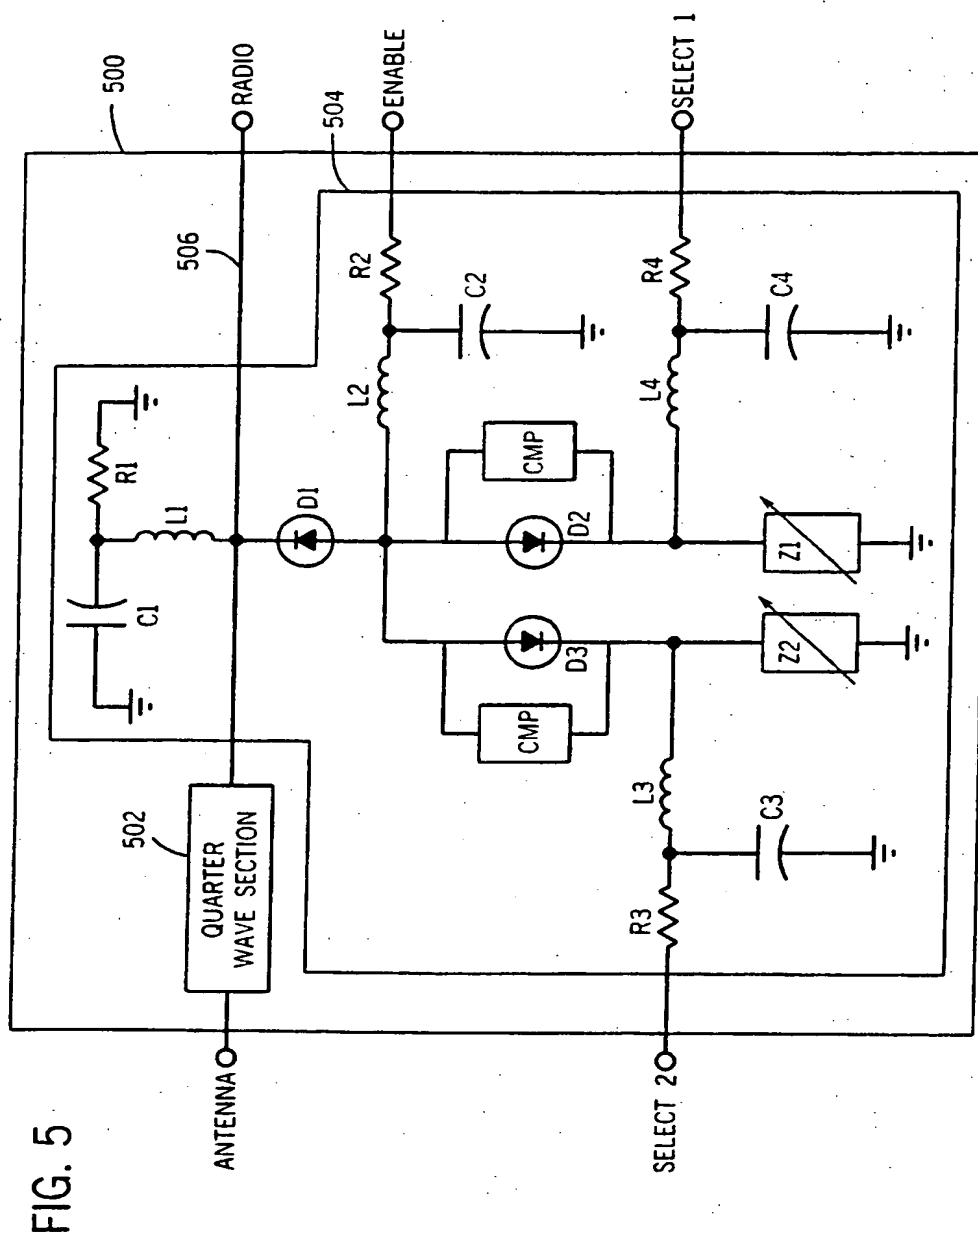 FIG. 5
500
RADIO
504
ENABLE
SELECT 1
506
R1
L1
C1
R2
C2
L2
R4
C4
L4
D1
CMP
D2
Z1
D3
CMP
Z2
502
QUARTER
WAVE SECTION
L3
C3
R3
ANTENNA
SELECT 2